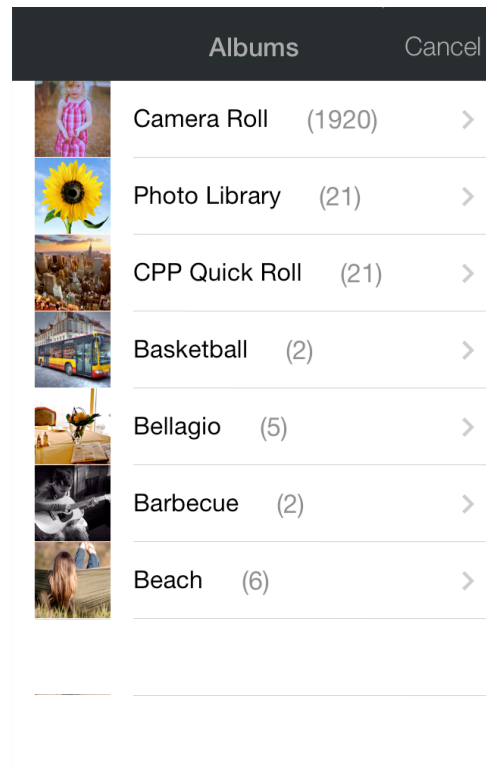 Albums Cancel
Camera Roll (1920)
Photo Library (21)
CPP Quick Roll (21)
Basketball (2)
Bellagio (5)
Barbecue (2)
Beach (6)